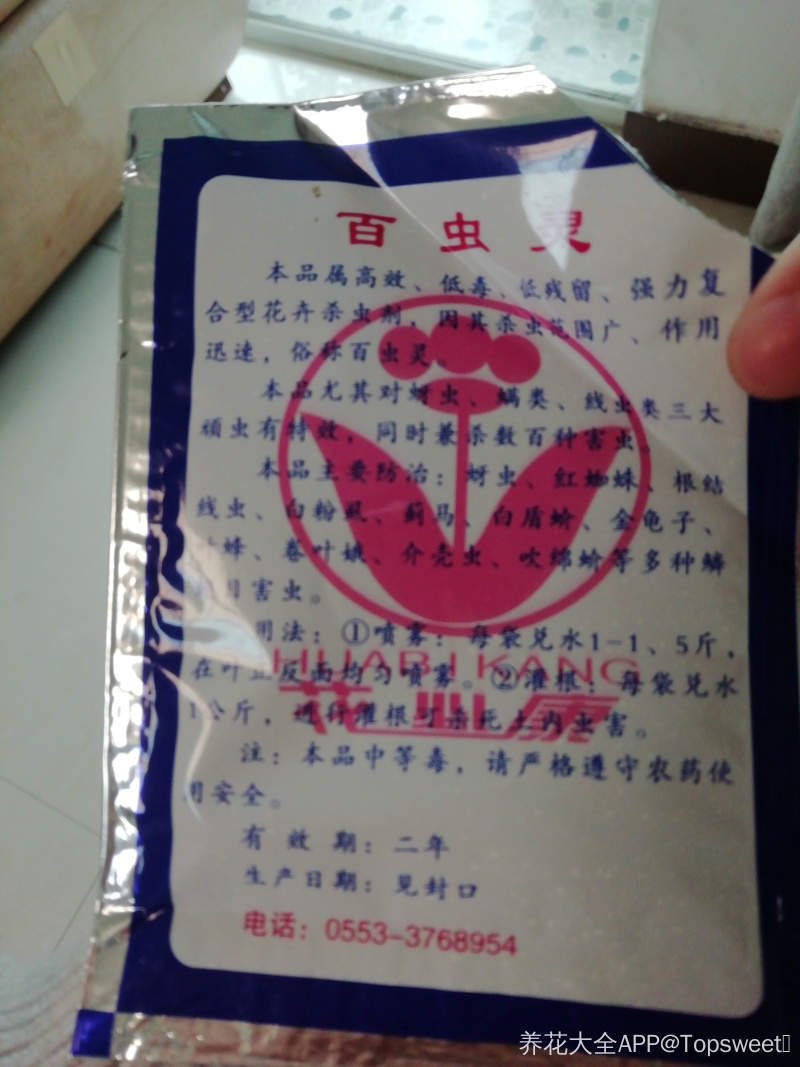 百虫灵
本品属高效、低毒、低残留、强力复
合型花卉杀虫剂，因其杀虫范围广、作用
迅速，俗称百虫灵。
本品尤其对蚜虫、螨类、线虫类三大
顽虫有特效，同时兼杀数百种害虫。
本品主要防治：蚜虫、红蜘蛛、根结
线虫、白粉虱、蓟马、白盾蚧、金龟子、
叶蜂、卷叶蛾、介壳虫、吹绵蚧等多种鳞
目害虫。
用法：①喷雾：每袋兑水1-1、5斤，
在叶正反面均匀喷雾。②灌根：每袋兑水
1公斤，进行灌根可杀死土内虫害。
HUABI KANG
注：本品中等毒，请严格遵守农药使
用安全。
有效期：二年
生产日期：见封口
电话：0553-3768954
养花大全APP@Topsweet